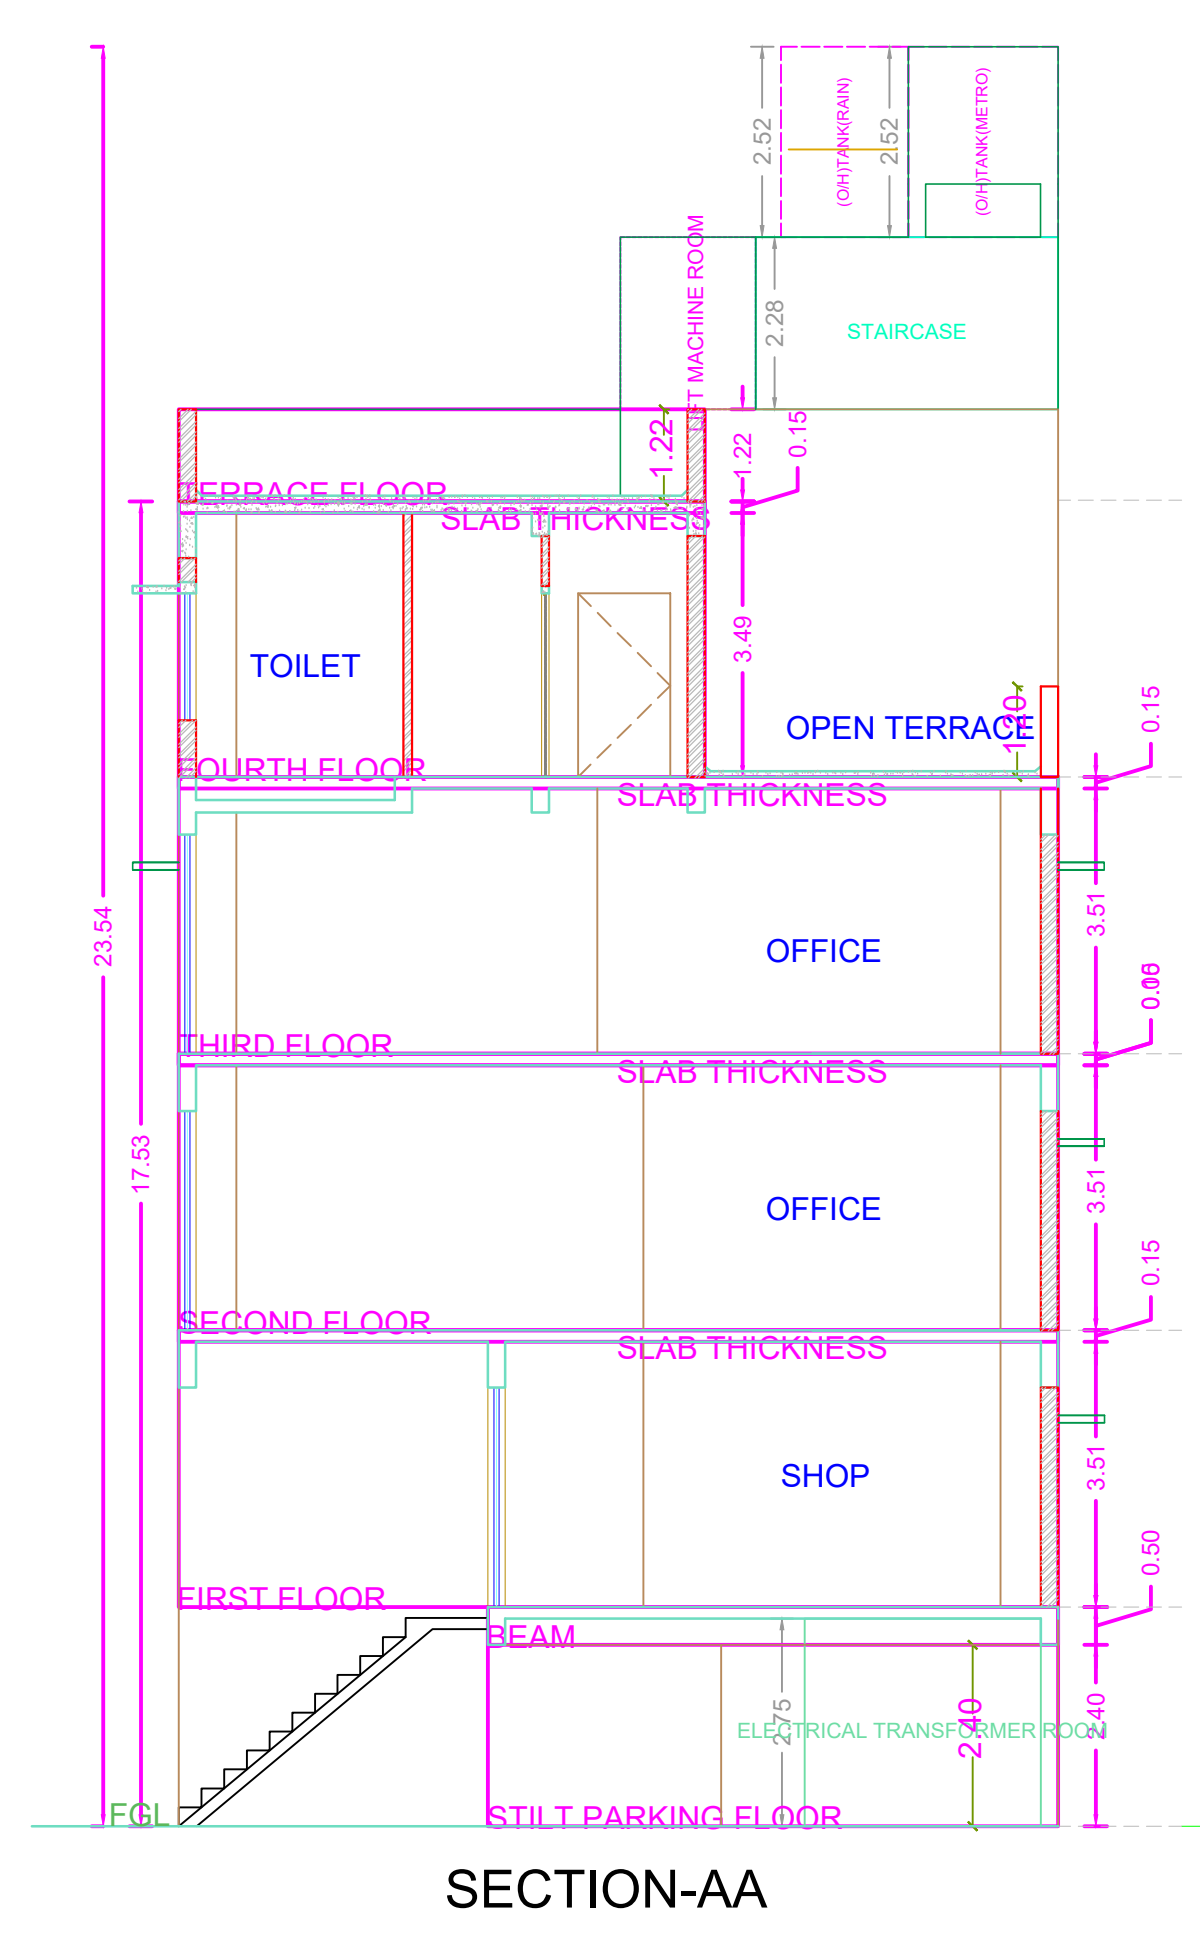 (O/H)TANK(RAIN)
(O/H)TANK(METRO)
2.52
2.52
LIFT MACHINE ROOM
2.28
STAIRCASE
1.22
1.22
0.15
TERRACE FLOOR
SLAB THICKNESS
3.49
TOILET
OPEN TERRACE
1.20
0.15
FOURTH FLOOR
SLAB THICKNESS
23.54
3.51
OFFICE
THIRD FLOOR
SLAB THICKNESS
17.53
3.51
OFFICE
0.15
SECOND FLOOR
SLAB THICKNESS
3.51
SHOP
0.50
FIRST FLOOR
BEAM
2.75
2.40
2.40
ELECTRICAL TRANSFORMER ROOM
FGL
STILT PARKING FLOOR
SECTION-AA